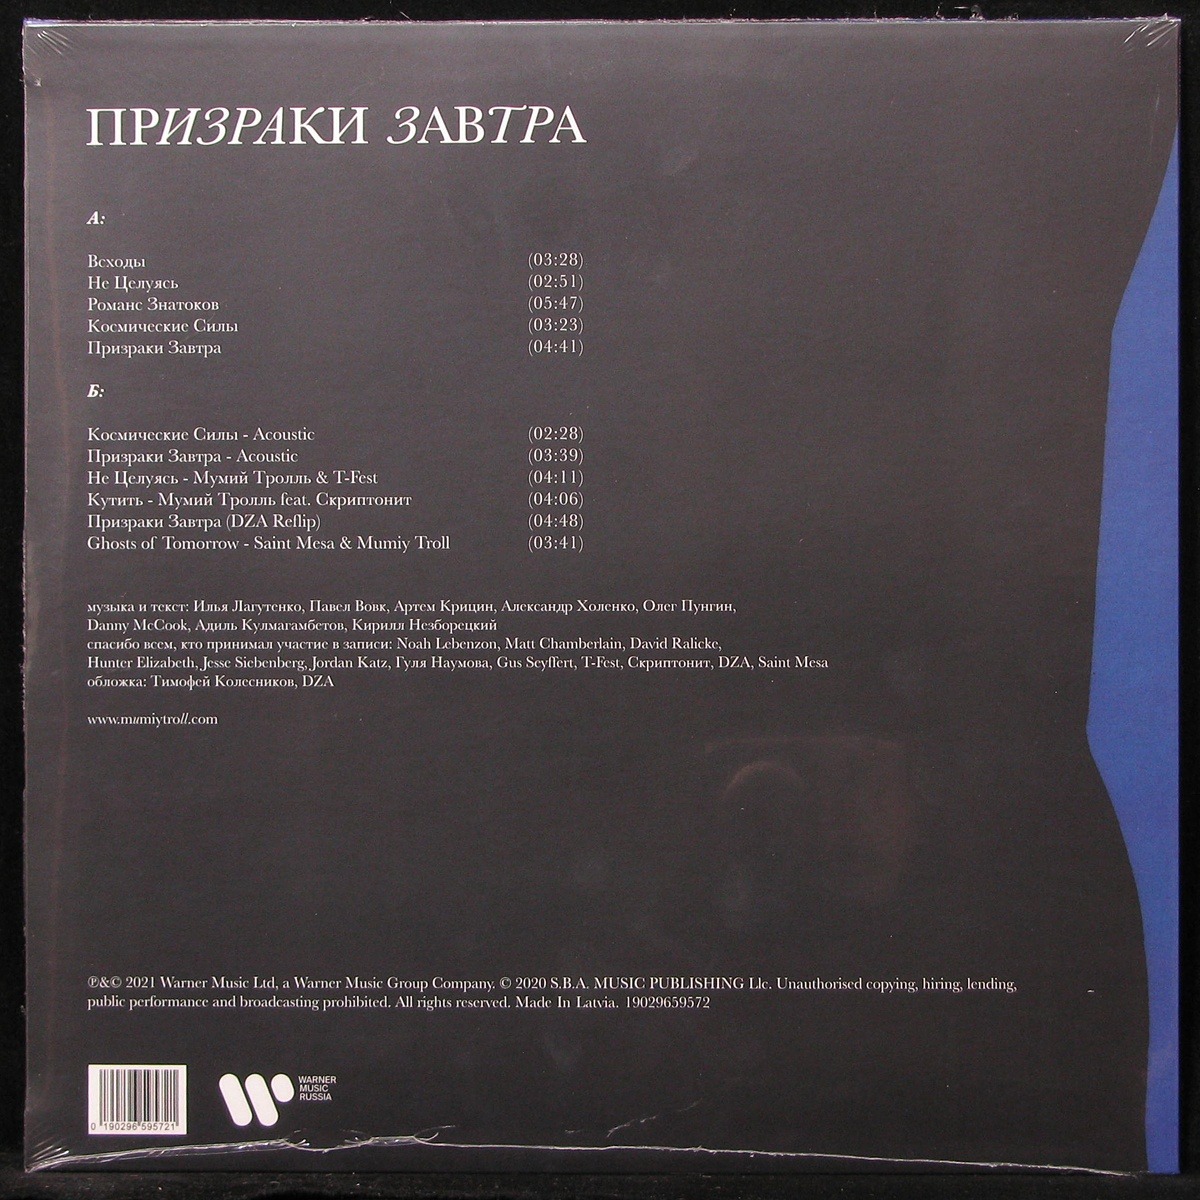 ПРИЗРАКИ ЗАВТРА
А:
Всходы (03:28)
Не Целуясь (02:51)
Романс Знатоков (05:47)
Космические Силы (03:23)
Призраки Завтра (04:41)
Б:
Космические Силы - Acoustic (02:28)
Призраки Завтра - Acoustic (03:39)
Не Целуясь - Мумий Тролль & T-Fest (04:11)
Кутить - Мумий Тролль feat. Скриптонит (04:06)
Призраки Завтра (DZA Reflip) (04:48)
Ghosts of Tomorrow - Saint Mesa & Mumiy Troll (03:41)
музыка и текст: Илья Лагутенко, Павел Вовк, Артем Крицин, Александр Холенко, Олег Пунгин,
Danny McCook, Адиль Кулмагамбетов, Кирилл Незборецкий
спасибо всем, кто принимал участие в записи: Noah Lebenzon, Matt Chamberlain, David Ralicke,
Hunter Elizabeth, Jesse Siebenberg, Jordan Katz, Гуля Наумова, Gus Seyffert, T-Fest, Скриптонит, DZA, Saint Mesa
обложка: Тимофей Колесников, DZA
www.mumiytroll.com
℗&© 2021 Warner Music Ltd, a Warner Music Group Company. © 2020 S.B.A. MUSIC PUBLISHING Llc. Unauthorised copying, hiring, lending,
public performance and broadcasting prohibited. All rights reserved. Made In Latvia. 19029659572
0 190296 595721
WARNER
MUSIC
RUSSIA